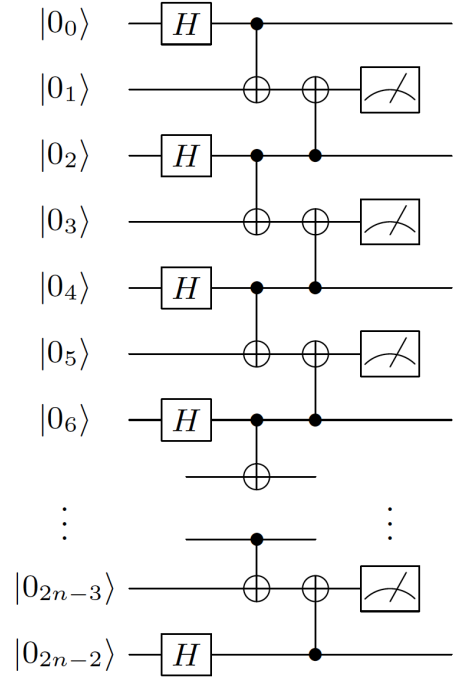 |0₀⟩ H
|0₁⟩
|0₂⟩ H
|0₃⟩
|0₄⟩ H
|0₅⟩
|0₆⟩ H
⋮ ⋮
|0₂ₙ₋₃⟩
|0₂ₙ₋₂⟩ H